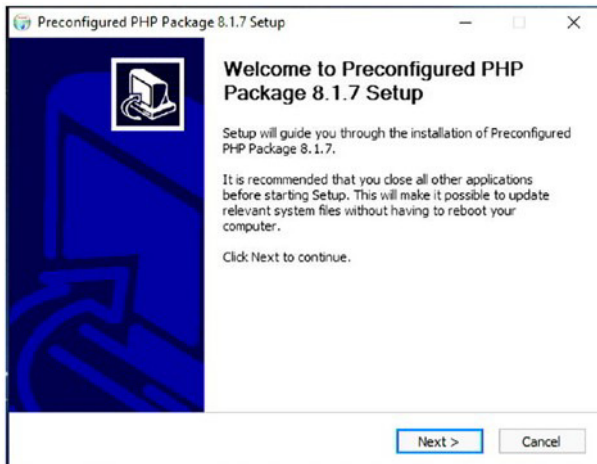 Preconfigured PHP Package 8.1.7 Setup
Welcome to Preconfigured PHP
Package 8.1.7 Setup
Setup will guide you through the installation of Preconfigured
PHP Package 8.1.7.
It is recommended that you close all other applications
before starting Setup. This will make it possible to update
relevant system files without having to reboot your
computer.
Click Next to continue.
Next >
Cancel